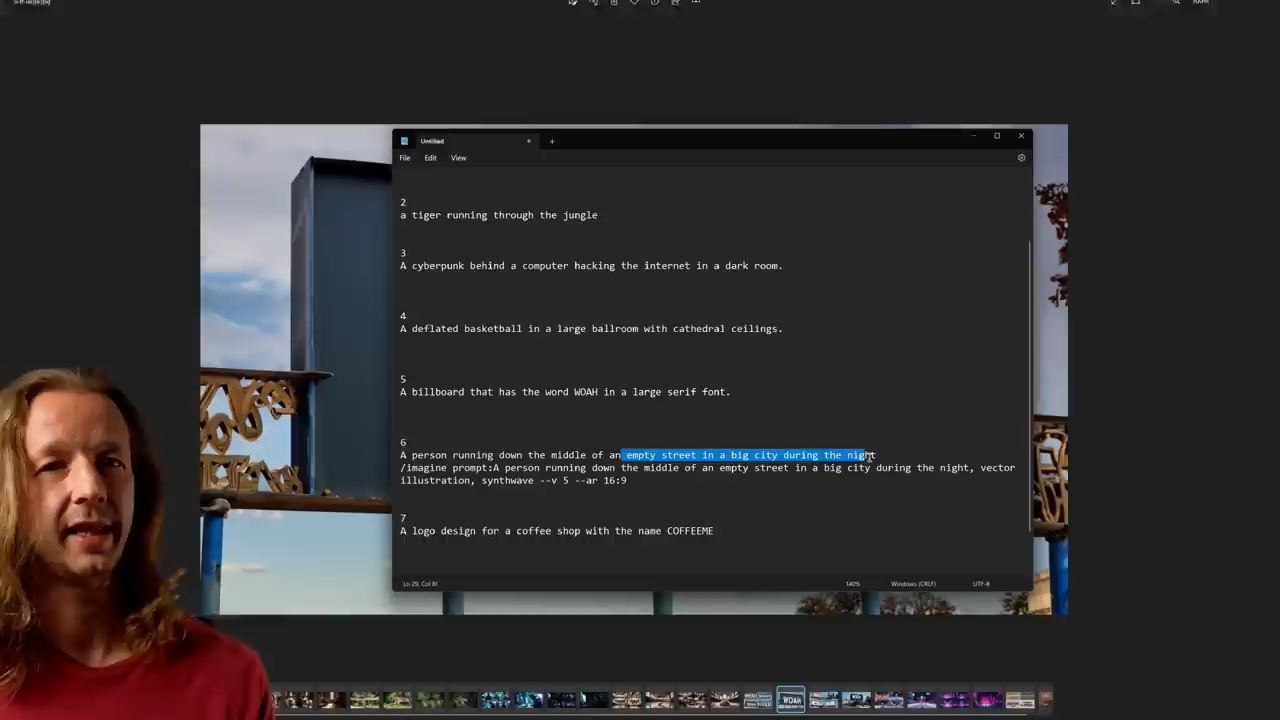 Untitled
File Edit View
2
a tiger running through the jungle
3
A cyberpunk behind a computer hacking the internet in a dark room.
4
A deflated basketball in a large ballroom with cathedral ceilings.
5
A billboard that has the word WOAH in a large serif font.
6
A person running down the middle of an empty street in a big city during the night
/imagine prompt:A person running down the middle of an empty street in a big city during the night, vector
illustration, synthwave --v 5 --ar 16:9
7
A logo design for a coffee shop with the name COFFEEME
Ln 29, Col 81 140% Windows (CRLF) UTF-8
WOAH